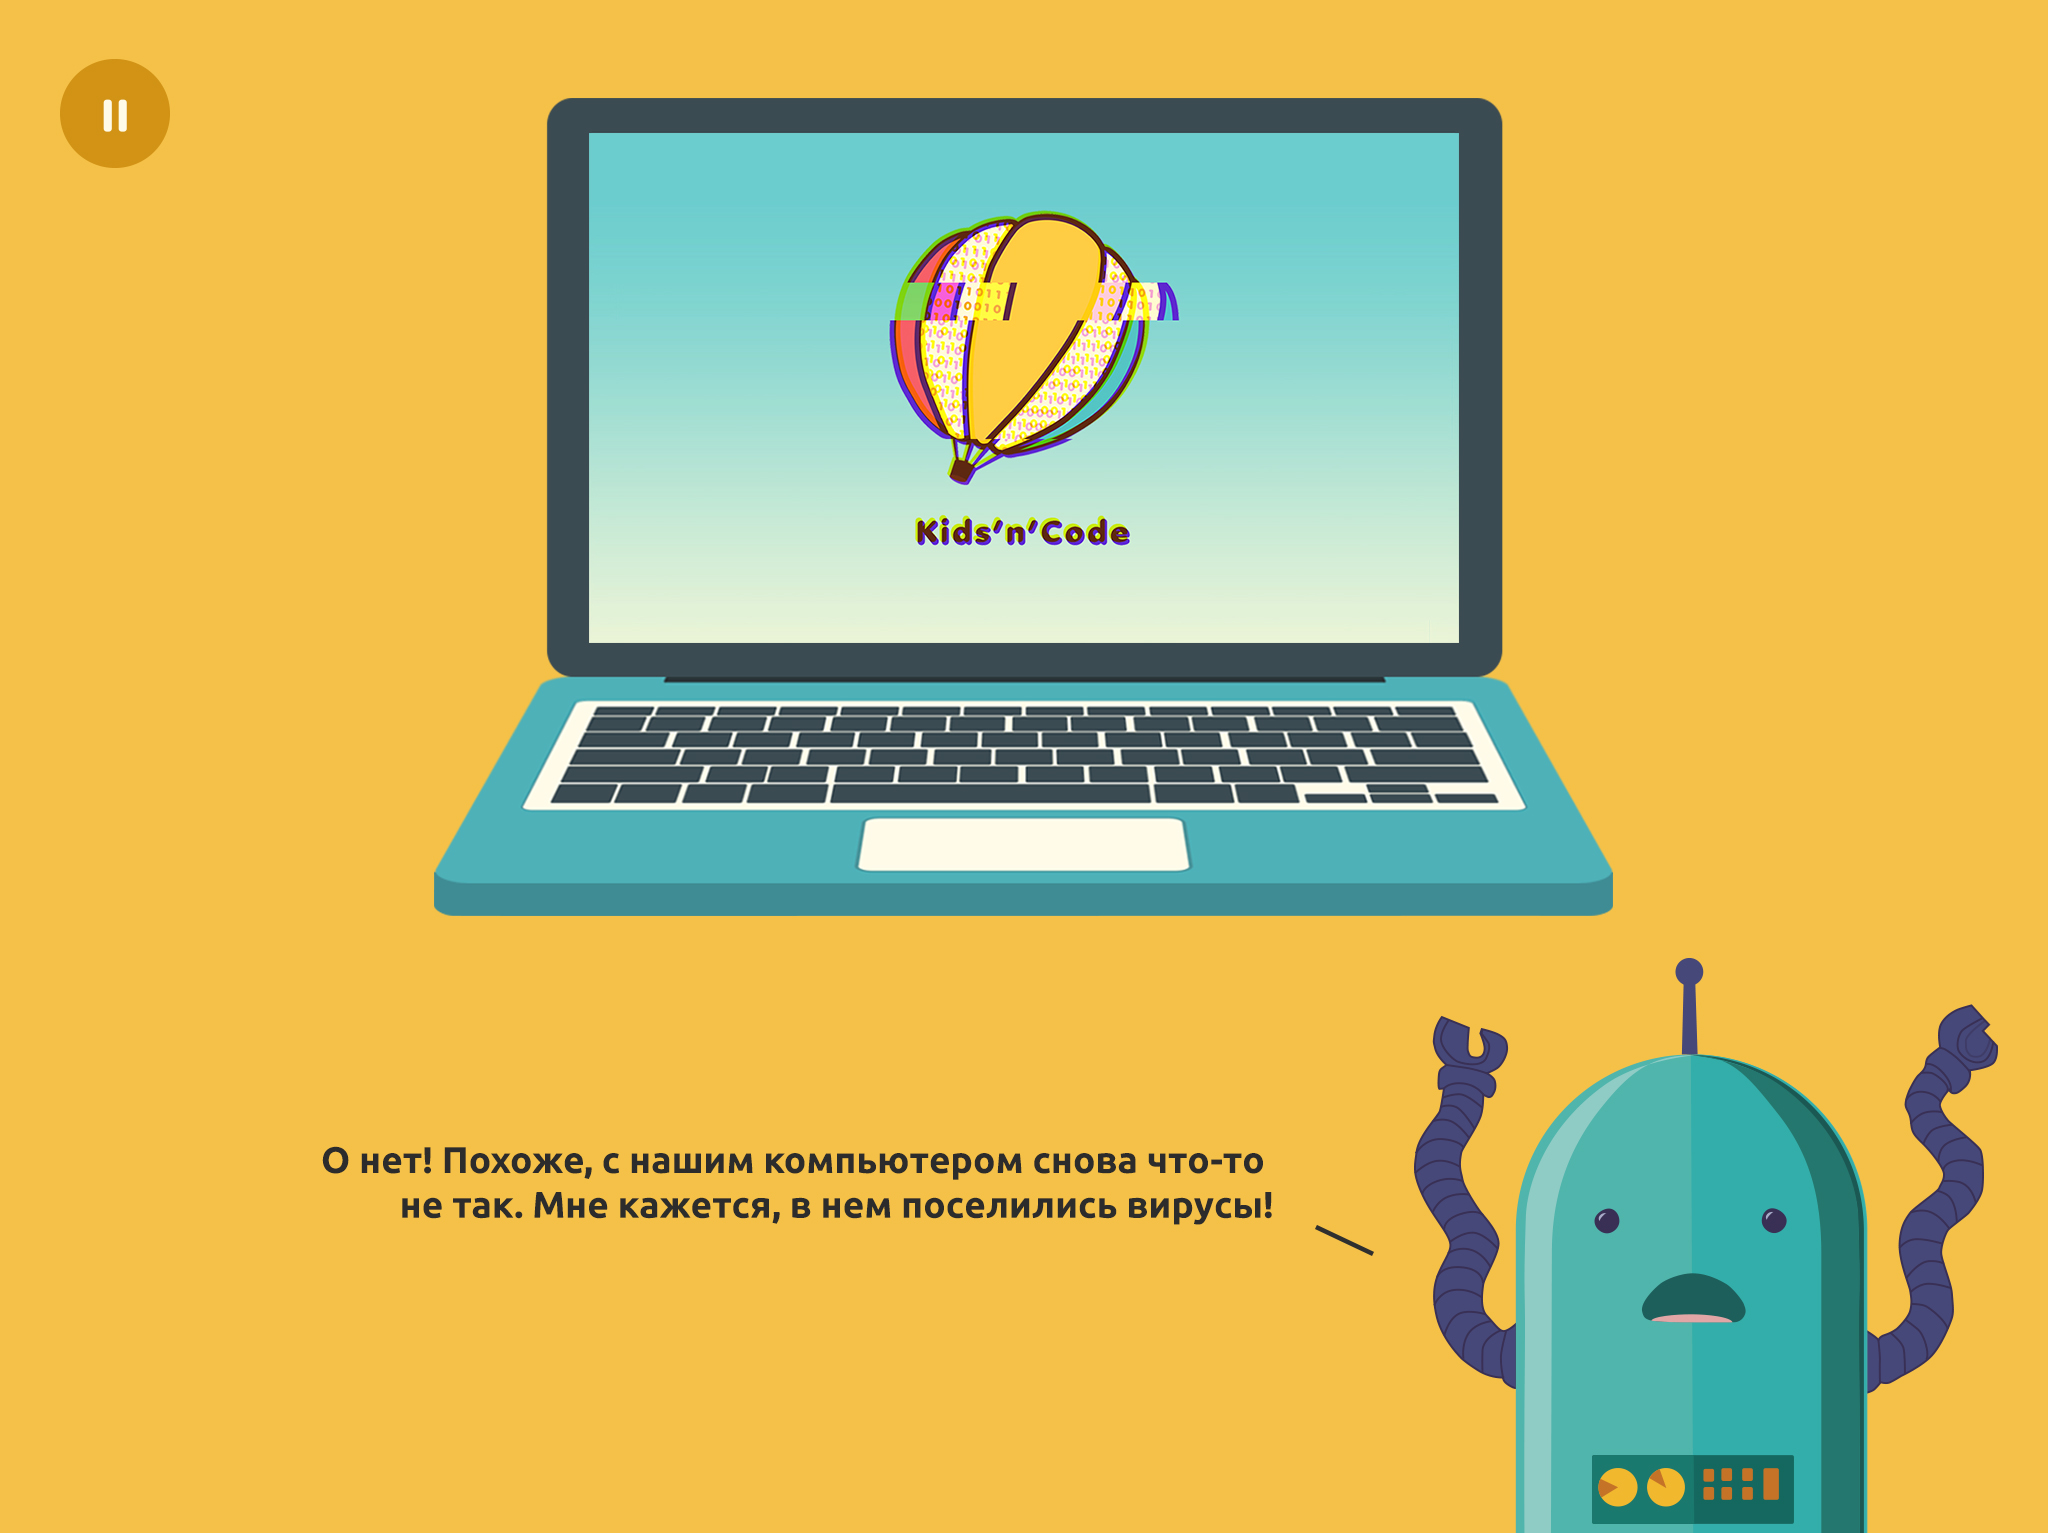 Kids'n'Code
О нет! Похоже, с нашим компьютером снова что-то
не так. Мне кажется, в нем поселились вирусы!